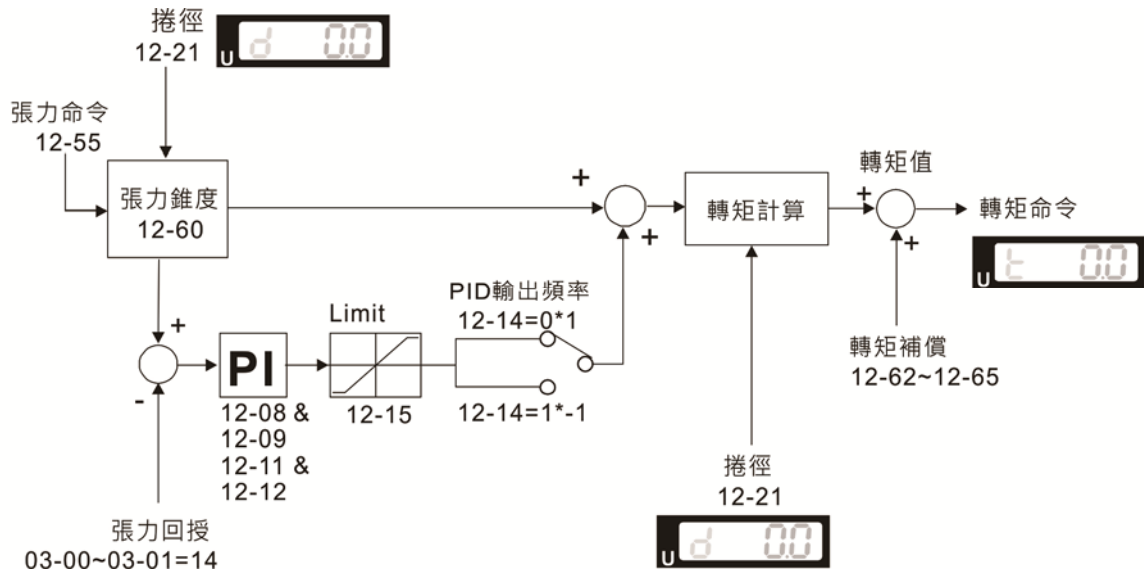 捲徑
12-21
U d 0.0
張力命令
12-55
張力錐度
12-60
+
+
轉矩計算
轉矩值
+
+
轉矩命令
U t 0.0
+
-
PI
12-08 &
12-09
12-11 &
12-12
Limit
12-15
PID輸出頻率
12-14=0*1
12-14=1*-1
轉矩補償
12-62~12-65
捲徑
12-21
U d 0.0
張力回授
03-00~03-01=14